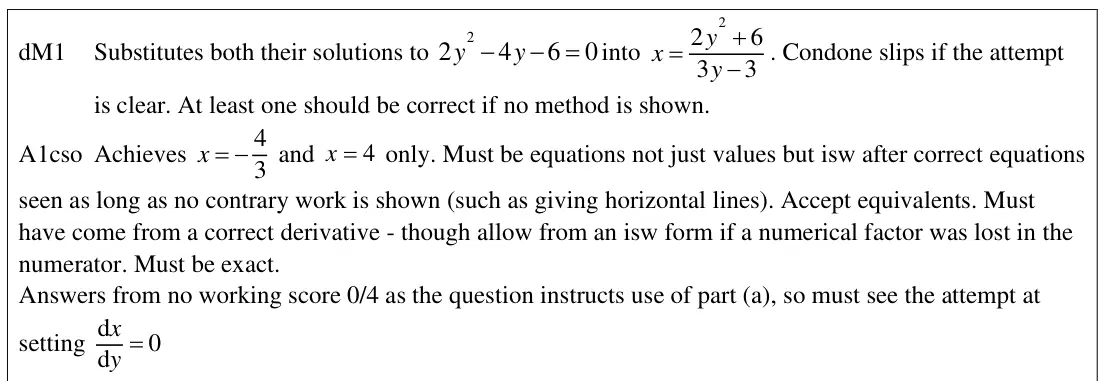 dM1 Substitutes both their solutions to 2y² − 4y − 6 = 0 into x = (2y² + 6)/(3y − 3) . Condone slips if the attempt
is clear. At least one should be correct if no method is shown.
A1cso Achieves x = −4/3 and x = 4 only. Must be equations not just values but isw after correct equations
seen as long as no contrary work is shown (such as giving horizontal lines). Accept equivalents. Must
have come from a correct derivative - though allow from an isw form if a numerical factor was lost in the
numerator. Must be exact.
Answers from no working score 0/4 as the question instructs use of part (a), so must see the attempt at
setting dx/dy = 0